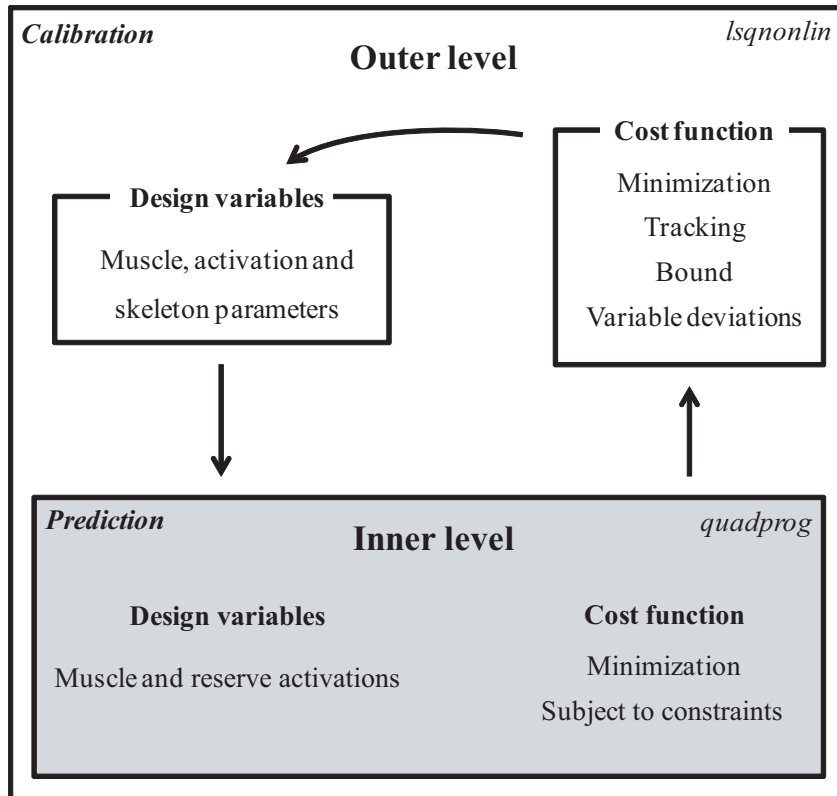 Calibration
lsqnonlin
Outer level
Cost function
Minimization
Tracking
Bound
Variable deviations
Design variables
Muscle, activation and
skeleton parameters
Prediction
quadprog
Inner level
Design variables
Muscle and reserve activations
Cost function
Minimization
Subject to constraints